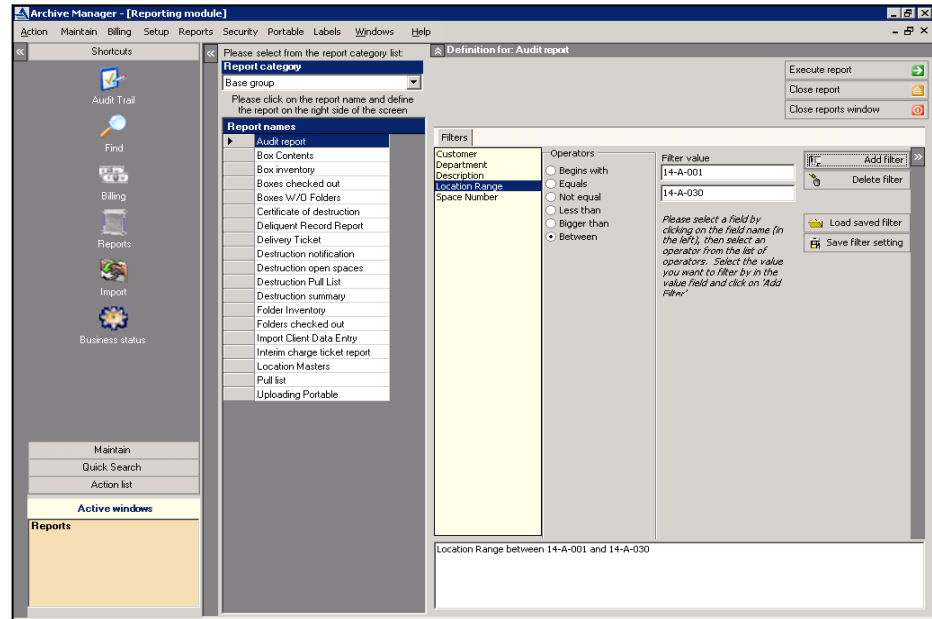 Archive Manager - [Reporting module]
Action Maintain Billing Setup Reports Security Portable Labels Windows Help
Shortcuts
Audit Trail
Find
Billing
Reports
Import
Business status
Maintain
Quick Search
Action list
Active windows
Reports
Please select from the report category list:
Report category
Base group
Please click on the report name and define
the report on the right side of the screen
Report names
Audit report
Box Contents
Box inventory
Boxes checked out
Boxes W/O Folders
Certificate of destruction
Deliquent Record Report
Delivery Ticket
Destruction notification
Destruction open spaces
Destruction Pull List
Destruction summary
Folder Inventory
Folders checked out
Import Client Data Entry
Interim charge ticket report
Location Masters
Pull list
Uploading Portable
Definition for: Audit report
Execute report
Close report
Close reports window
Filters
Customer
Department
Description
Location Range
Space Number
Operators
Begins with
Equals
Not equal
Less than
Bigger than
Between
Filter value
14-A-001
14-A-030
Please select a field by
clicking on the field name (in
the left), then select an
operator from the list of
operators. Select the value
you want to filter by in the
value field and click on 'Add
Filter'
Add filter
Delete filter
Load saved filter
Save filter setting
Location Range between 14-A-001 and 14-A-030